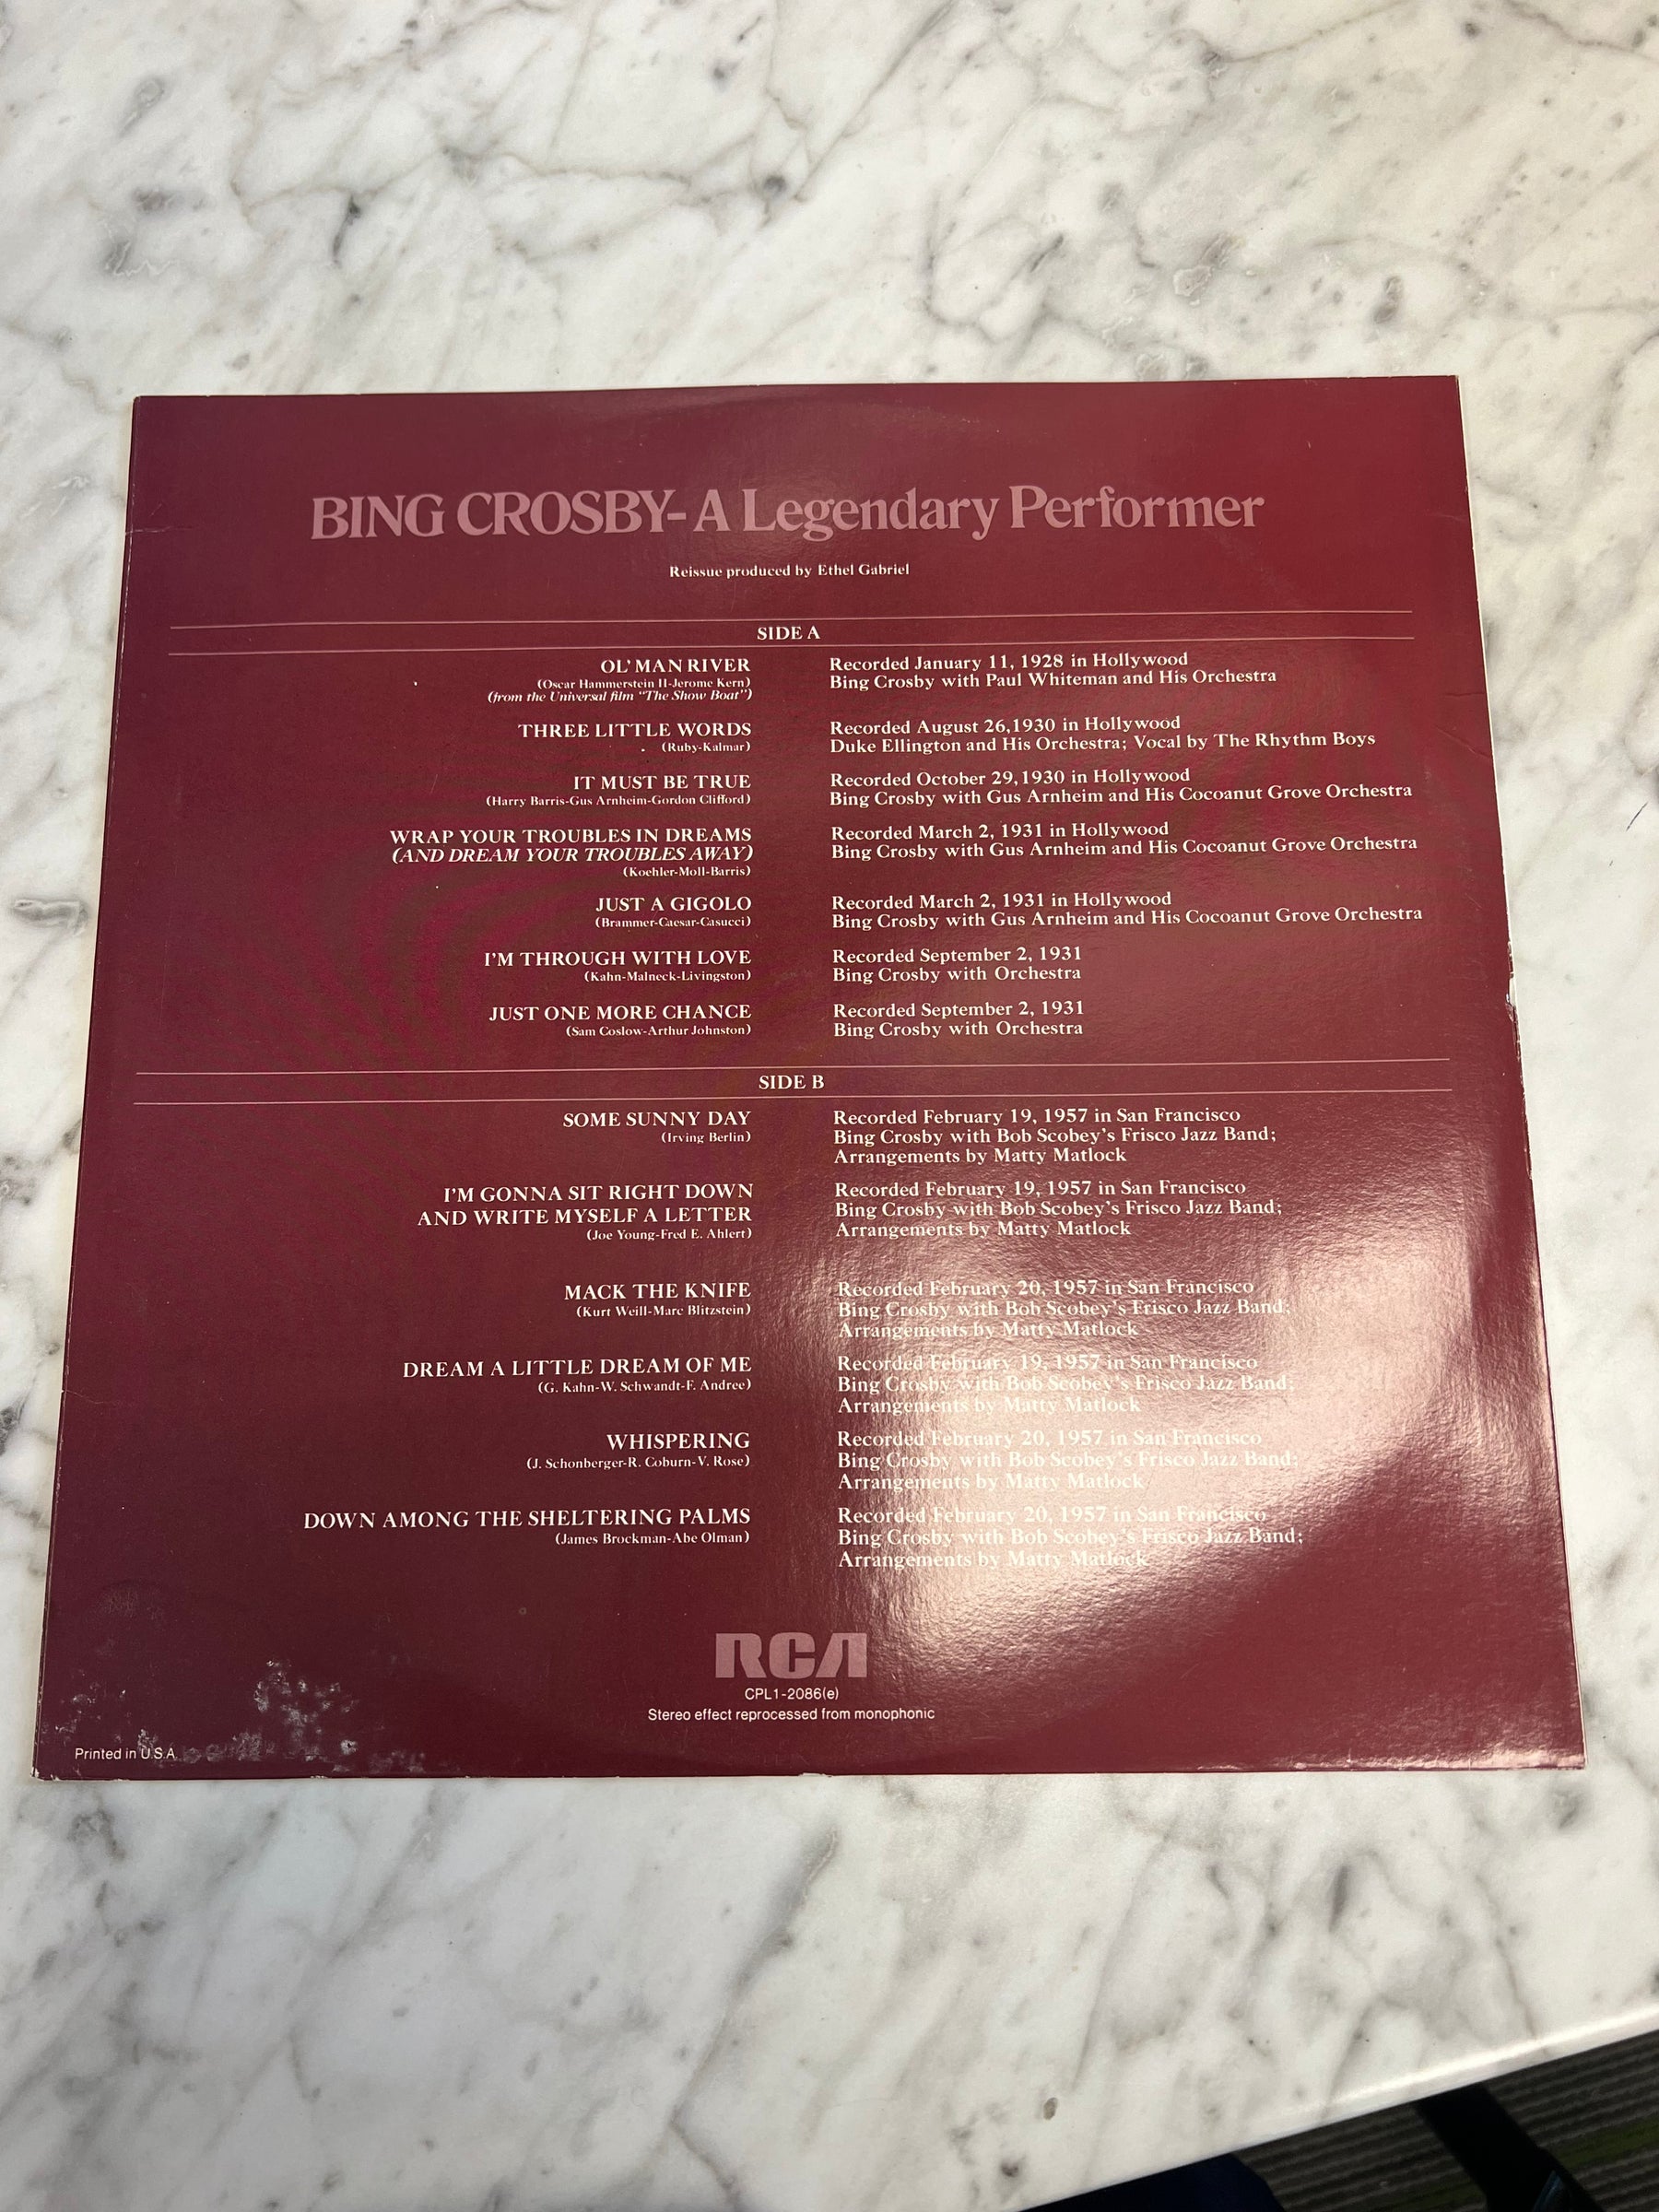 BING CROSBY-A Legendary Performer
Reissue produced by Ethel Gabriel
SIDE A
OL' MAN RIVER
(Oscar Hammerstein II-Jerome Kern)
(from the Universal film "The Show Boat")
Recorded January 11, 1928 in Hollywood
Bing Crosby with Paul Whiteman and His Orchestra
THREE LITTLE WORDS
(Ruby-Kalmar)
Recorded August 26,1930 in Hollywood
Duke Ellington and His Orchestra; Vocal by The Rhythm Boys
IT MUST BE TRUE
(Harry Barris-Gus Arnheim-Gordon Clifford)
Recorded October 29,1930 in Hollywood
Bing Crosby with Gus Arnheim and His Cocoanut Grove Orchestra
WRAP YOUR TROUBLES IN DREAMS
(AND DREAM YOUR TROUBLES AWAY)
(Koehler-Moll-Barris)
Recorded March 2, 1931 in Hollywood
Bing Crosby with Gus Arnheim and His Cocoanut Grove Orchestra
JUST A GIGOLO
(Brammer-Caesar-Casucci)
Recorded March 2, 1931 in Hollywood
Bing Crosby with Gus Arnheim and His Cocoanut Grove Orchestra
I'M THROUGH WITH LOVE
(Kahn-Malneck-Livingston)
Recorded September 2, 1931
Bing Crosby with Orchestra
JUST ONE MORE CHANCE
(Sam Coslow-Arthur Johnston)
Recorded September 2, 1931
Bing Crosby with Orchestra
SIDE B
SOME SUNNY DAY
(Irving Berlin)
Recorded February 19, 1957 in San Francisco
Bing Crosby with Bob Scobey's Frisco Jazz Band;
Arrangements by Matty Matlock
I'M GONNA SIT RIGHT DOWN
AND WRITE MYSELF A LETTER
(Joe Young-Fred E. Ahlert)
Recorded February 19, 1957 in San Francisco
Bing Crosby with Bob Scobey's Frisco Jazz Band;
Arrangements by Matty Matlock
MACK THE KNIFE
(Kurt Weill-Marc Blitzstein)
Recorded February 20, 1957 in San Francisco
Bing Crosby with Bob Scobey's Frisco Jazz Band;
Arrangements by Matty Matlock
DREAM A LITTLE DREAM OF ME
(G. Kahn-W. Schwandt-F. Andree)
Recorded February 19, 1957 in San Francisco
Bing Crosby with Bob Scobey's Frisco Jazz Band;
Arrangements by Matty Matlock
WHISPERING
(J. Schonberger-R. Coburn-V. Rose)
Recorded February 20, 1957 in San Francisco
Bing Crosby with Bob Scobey's Frisco Jazz Band;
Arrangements by Matty Matlock
DOWN AMONG THE SHELTERING PALMS
(James Brockman-Abe Olman)
Recorded February 20, 1957 in San Francisco
Bing Crosby with Bob Scobey's Frisco Jazz Band;
Arrangements by Matty Matlock
RCA
CPL1-2086(e)
Stereo effect reprocessed from monophonic
Printed in U.S.A.